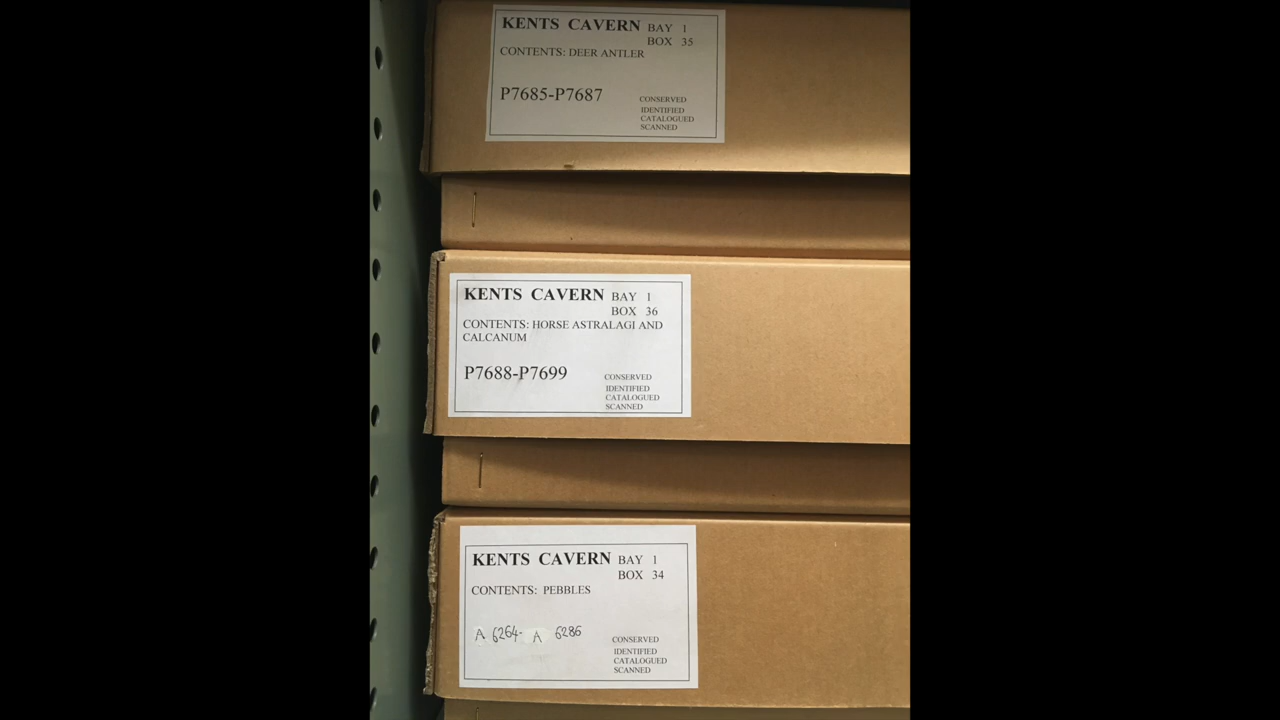 KENTS CAVERN BAY 1
BOX 35
CONTENTS: DEER ANTLER
P7685-P7687
CONSERVED
IDENTIFIED
CATALOGUED
SCANNED
KENTS CAVERN BAY 1
BOX 36
CONTENTS: HORSE ASTRALAGI AND
CALCANUM
P7688-P7699
CONSERVED
IDENTIFIED
CATALOGUED
SCANNED
KENTS CAVERN BAY 1
BOX 34
CONTENTS: PEBBLES
A 6264- A 6286
CONSERVED
IDENTIFIED
CATALOGUED
SCANNED